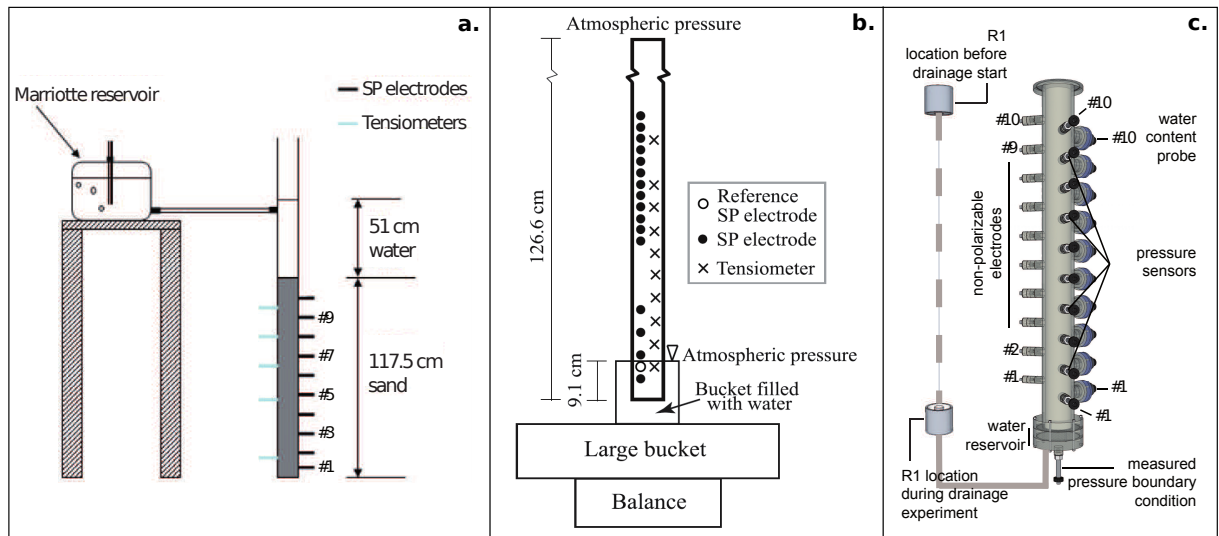 a.
Marriotte reservoir
SP electrodes
Tensiometers
51 cm
water
#9
#7
#5
#3
#1
117.5 cm
sand
b.
Atmospheric pressure
126.6 cm
Reference
SP electrode
SP electrode
Tensiometer
Atmospheric pressure
9.1 cm
Bucket filled
with water
Large bucket
Balance
c.
R1
location before
drainage start
#10
#10
#10
water
content
probe
#9
non-polarizable
electrodes
pressure
sensors
#2
#1
#1
#1
water
reservoir
R1 location
during drainage
experiment
measured
pressure boundary
condition